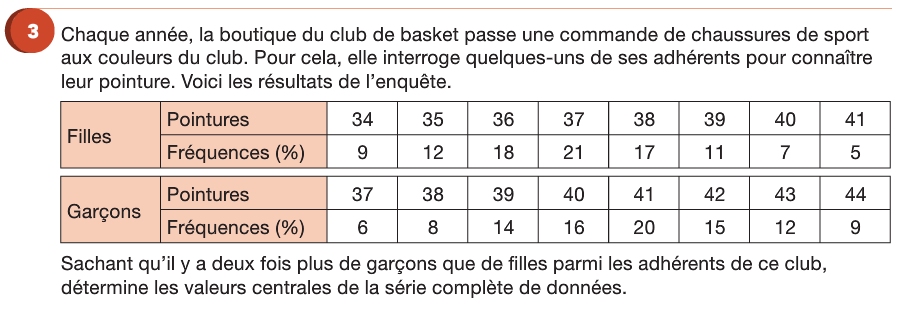 3
Chaque année, la boutique du club de basket passe une commande de chaussures de sport
aux couleurs du club. Pour cela, elle interroge quelques-uns de ses adhérents pour connaître
leur pointure. Voici les résultats de l'enquête.
Filles
Pointures 34 35 36 37 38 39 40 41
Fréquences (%) 9 12 18 21 17 11 7 5
Garçons
Pointures 37 38 39 40 41 42 43 44
Fréquences (%) 6 8 14 16 20 15 12 9
Sachant qu'il y a deux fois plus de garçons que de filles parmi les adhérents de ce club,
détermine les valeurs centrales de la série complète de données.